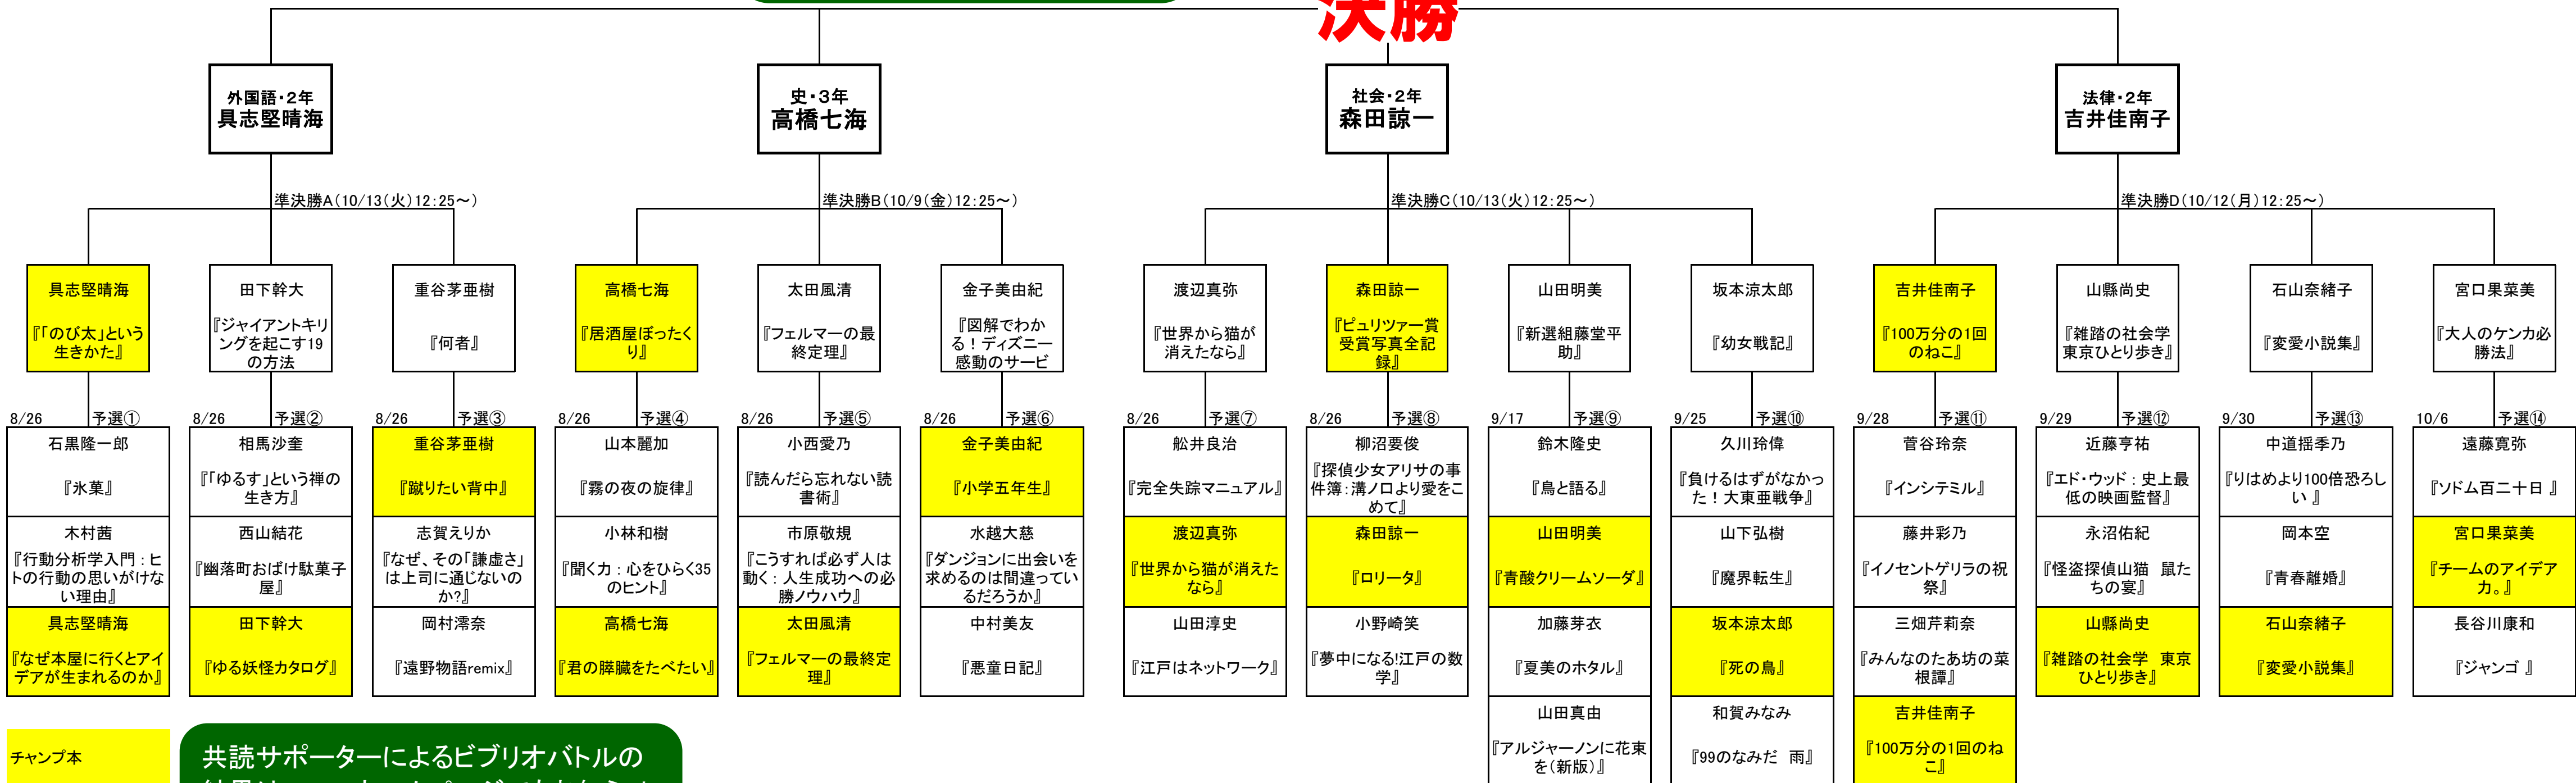 決勝
外国語・2年
具志堅晴海
史・3年
高橋七海
社会・2年
森田諒一
法律・2年
吉井佳南子
準決勝A(10/13(火)12:25～)
準決勝B(10/9(金)12:25～)
準決勝C(10/13(火)12:25～)
準決勝D(10/12(月)12:25～)
具志堅晴海
『「のび太」という
生きかた』
田下幹大
『ジャイアントキリ
ングを起こす19
の方法
重谷茅亜樹
『何者』
高橋七海
『居酒屋ぼったく
り』
太田風清
『フェルマーの最
終定理』
金子美由紀
『図解でわか
る！ディズニー
感動のサービ
渡辺真弥
『世界から猫が
消えたなら』
森田諒一
『ピュリツァー賞
受賞写真全記
録』
山田明美
『新選組藤堂平
助』
坂本涼太郎
『幼女戦記』
吉井佳南子
『100万分の1回
のねこ』
山縣尚史
『雑踏の社会学
東京ひとり歩き』
石山奈緒子
『変愛小説集』
宮口果菜美
『大人のケンカ必
勝法』
8/26 予選①
石黒隆一郎
『氷菓』
木村茜
『行動分析学入門：ヒ
トの行動の思いがけな
い理由』
具志堅晴海
『なぜ本屋に行くとアイ
デアが生まれるのか』
8/26 予選②
相馬沙奎
『「ゆるす」という禅の
生き方』
西山結花
『幽落町おばけ駄菓子
屋』
田下幹大
『ゆる妖怪カタログ』
8/26 予選③
重谷茅亜樹
『蹴りたい背中』
志賀えりか
『なぜ、その「謙虚さ」
は上司に通じないの
か?』
岡村澪奈
『遠野物語remix』
8/26 予選④
山本麗加
『霧の夜の旋律』
小林和樹
『聞く力：心をひらく35
のヒント』
高橋七海
『君の膵臓をたべたい』
8/26 予選⑤
小西愛乃
『読んだら忘れない読
書術』
市原敬規
『こうすれば必ず人は
動く：人生成功への必
勝ノウハウ』
太田風清
『フェルマーの最終定
理』
8/26 予選⑥
金子美由紀
『小学五年生』
水越大慈
『ダンジョンに出会いを
求めるのは間違ってい
るだろうか』
中村美友
『悪童日記』
8/26 予選⑦
舩井良治
『完全失踪マニュアル』
渡辺真弥
『世界から猫が消えた
なら』
山田淳史
『江戸はネットワーク』
8/26 予選⑧
柳沼要俊
『探偵少女アリサの事
件簿：溝ノ口より愛をこ
めて』
森田諒一
『ロリータ』
小野崎笑
『夢中になる!江戸の数
学』
9/17 予選⑨
鈴木隆史
『鳥と語る』
山田明美
『青酸クリームソーダ』
加藤芽衣
『夏美のホタル』
山田真由
『アルジャーノンに花束
を(新版)』
9/25 予選⑩
久川玲偉
『負けるはずがなかっ
た！大東亜戦争』
山下弘樹
『魔界転生』
坂本涼太郎
『死の鳥』
和賀みなみ
『99のなみだ　雨』
9/28 予選⑪
菅谷玲奈
『インシテミル』
藤井彩乃
『イノセントゲリラの祝
祭』
三畑芹莉奈
『みんなのたあ坊の菜
根譚』
吉井佳南子
『100万分の1回のね
こ』
9/29 予選⑫
近藤亨祐
『エド・ウッド：史上最
低の映画監督』
永沼佑紀
『怪盗探偵山猫　鼠た
ちの宴』
山縣尚史
『雑踏の社会学　東京
ひとり歩き』
9/30 予選⑬
中道揺季乃
『りはめより100倍恐ろし
い 』
岡本空
『青春離婚』
石山奈緒子
『変愛小説集』
10/6 予選⑭
遠藤寛弥
『ソドム百二十日 』
宮口果菜美
『チームのアイデア
力。』
長谷川康和
『ジャンゴ 』
チャンプ本
共読サポーターによるビブリオバトルの